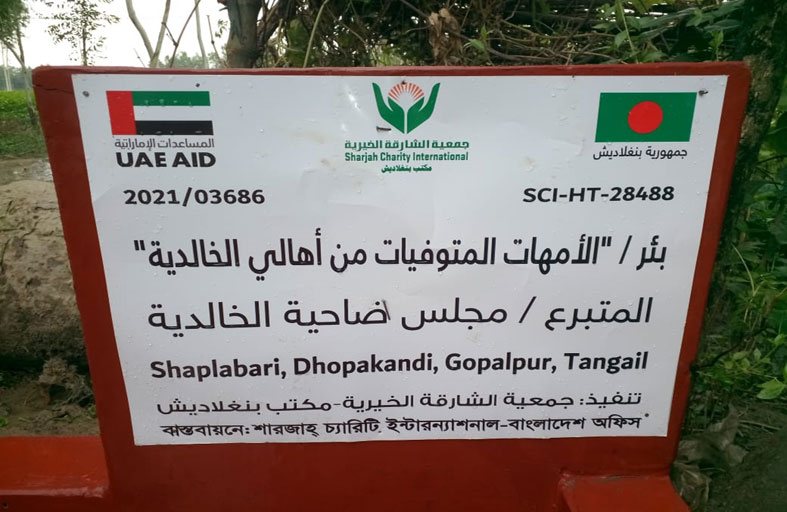 المساعدات الإماراتية
UAE AID
جمعية الشارقة الخيرية
Sharjah Charity International
مكتب بنغلاديش
جمهورية بنغلاديش
2021/03686
SCI-HT-28488
بئر / "الأمهات المتوفيات من أهالي الخالدية"
المتبرع / مجلس ضاحية الخالدية
Shaplabari, Dhopakandi, Gopalpur, Tangail
تنفيذ: جمعية الشارقة الخيرية-مكتب بنغلاديش
বাস্তবায়নে: শারজাহ্ চ্যারিটি ইন্টারন্যাশনাল-বাংলাদেশ অফিস